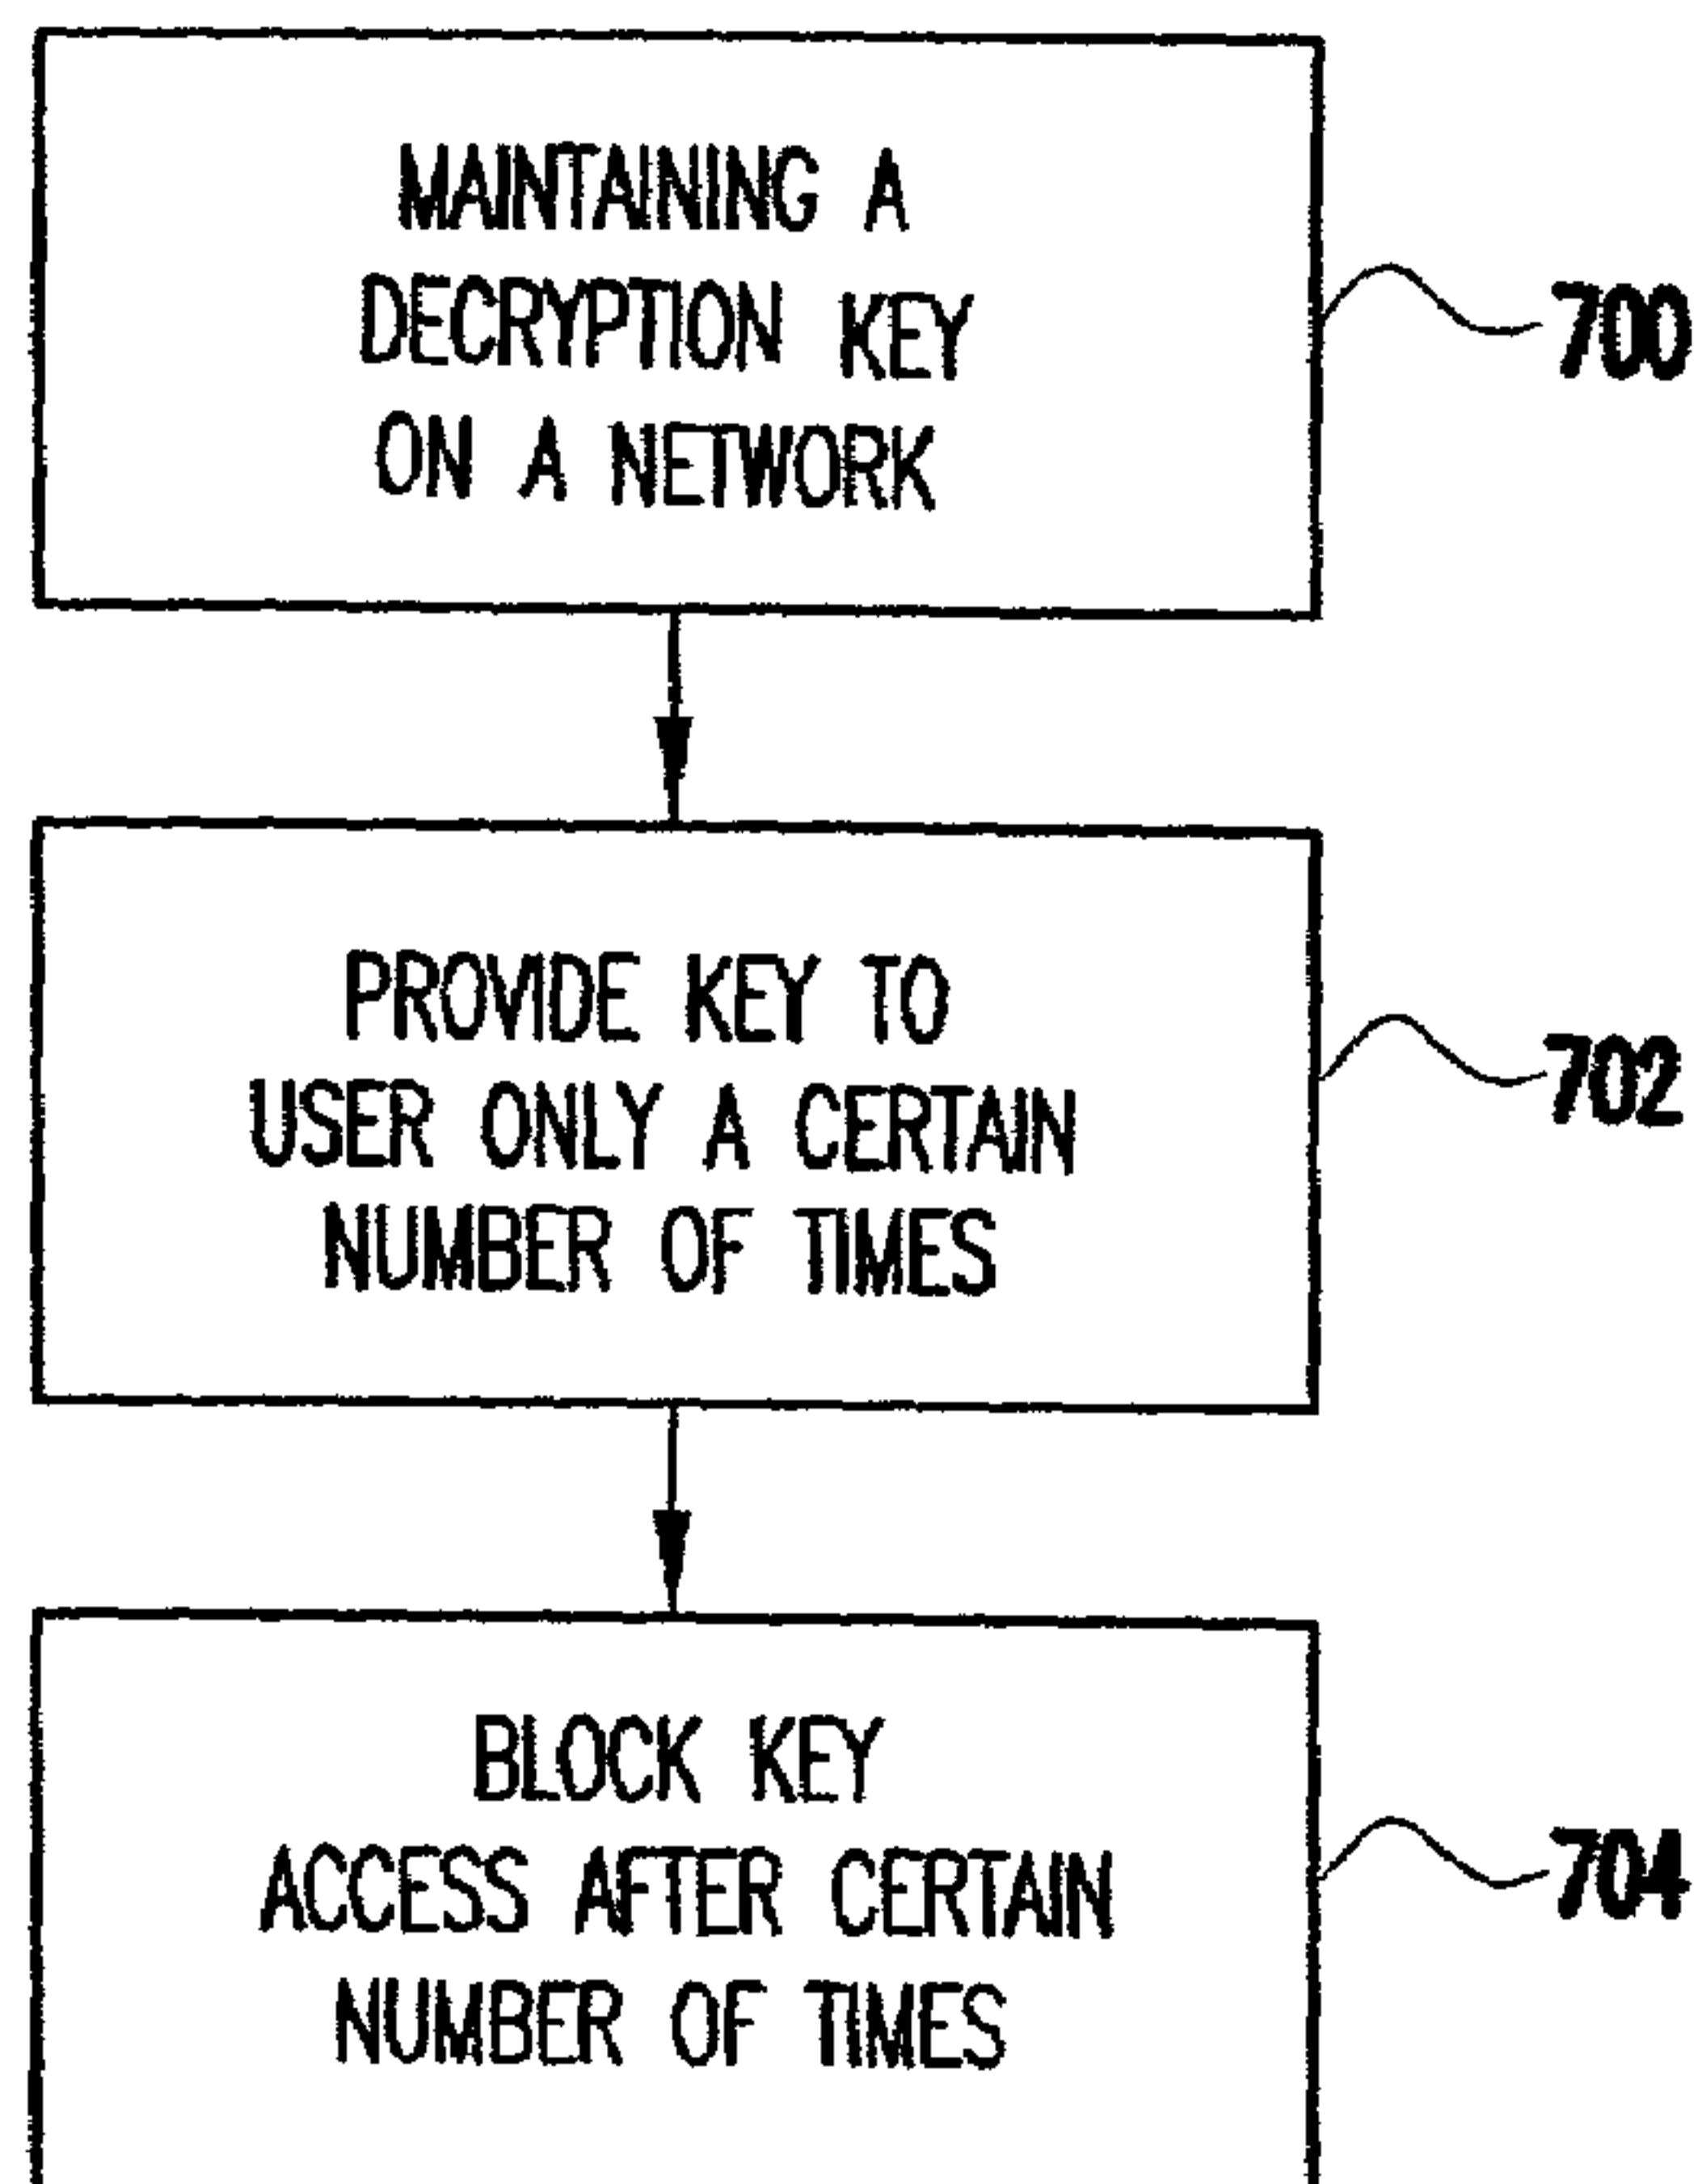 MAINTAINING A
DECRYPTION KEY
ON A NETWORK
700
PROVIDE KEY TO
USER ONLY A CERTAIN
NUMBER OF TIMES
702
BLOCK KEY
ACCESS AFTER CERTAIN
NUMBER OF TIMES
704